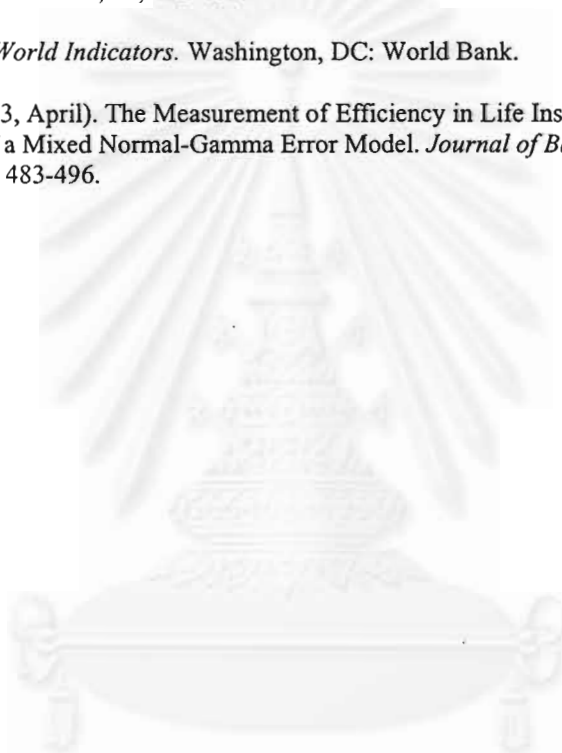 World Indicators. Washington, DC: World Bank.
3, April). The Measurement of Efficiency in Life Ins
a Mixed Normal-Gamma Error Model. Journal of B
483-496.